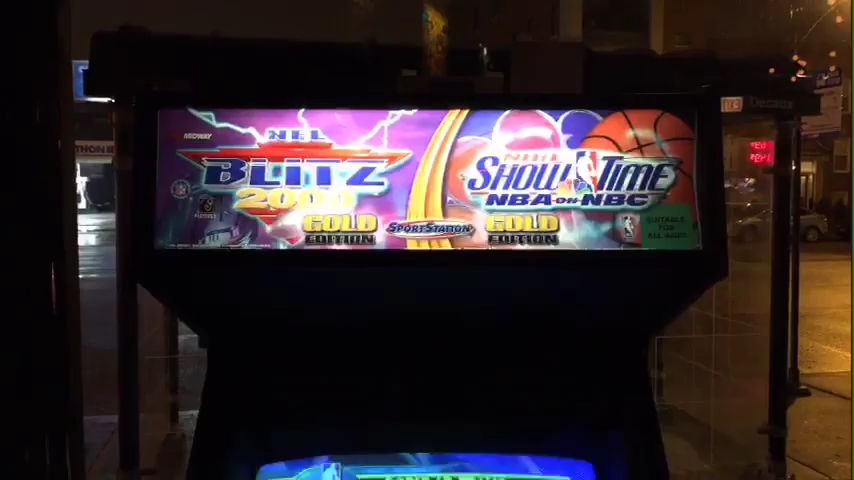 MIDWAY
NFL
BLITZ
2000
GOLD
EDITION
SPORTSTATION
NBA
SHOWTIME
NBA ON NBC
GOLD
EDITION
SUITABLE
FOR
ALL AGES